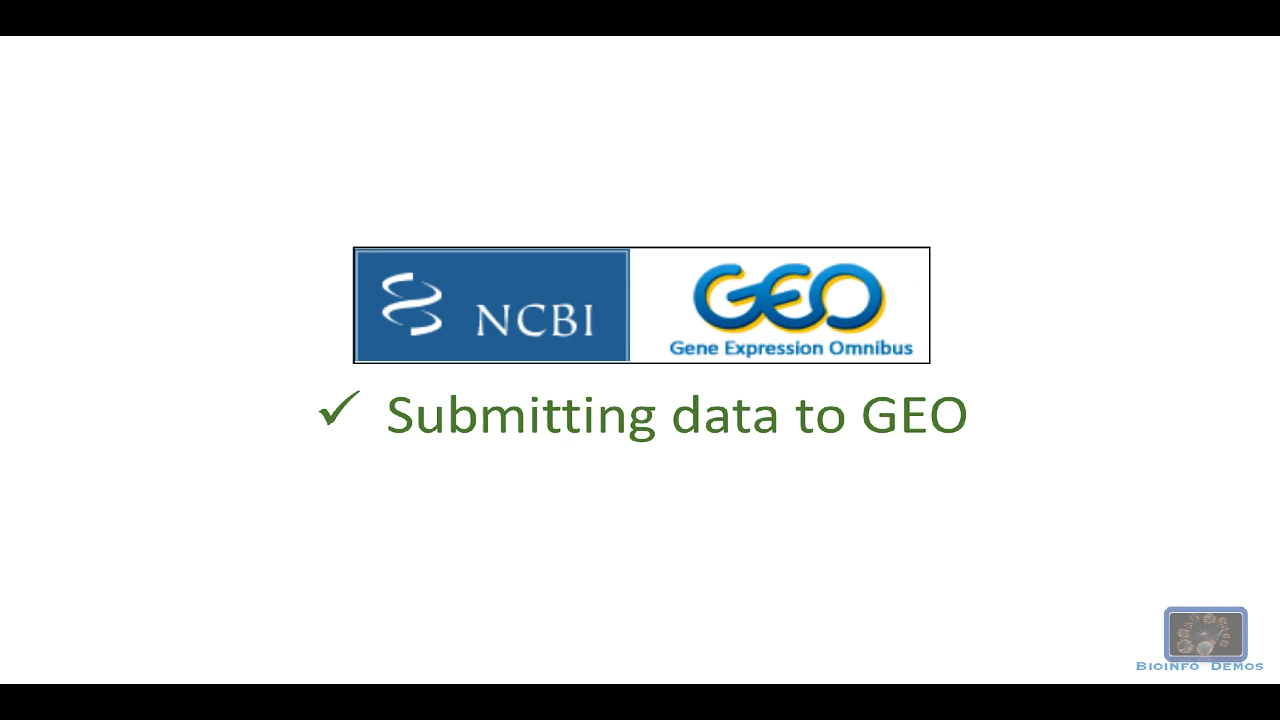 NCBI
GEO
Gene Expression Omnibus
✓ Submitting data to GEO
BIOINFO DEMOS